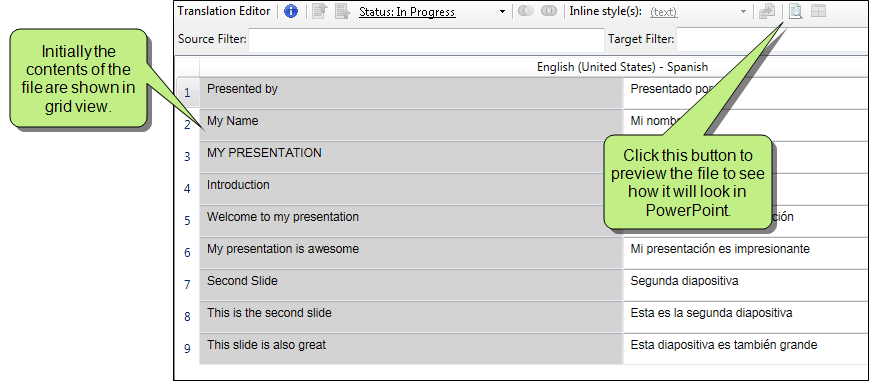 Translation Editor Status: In Progress Inline style(s): (text)
Source Filter: Target Filter:
Initially the
contents of the
file are shown in
grid view.
English (United States) - Spanish
1 Presented by Presentado por
2 My Name Mi nombre
3 MY PRESENTATION
4 Introduction
5 Welcome to my presentation
6 My presentation is awesome Mi presentación es impresionante
7 Second Slide Segunda diapositiva
8 This is the second slide Esta es la segunda diapositiva
9 This slide is also great Esta diapositiva es también grande
Click this button to
preview the file to see
how it will look in
PowerPoint.